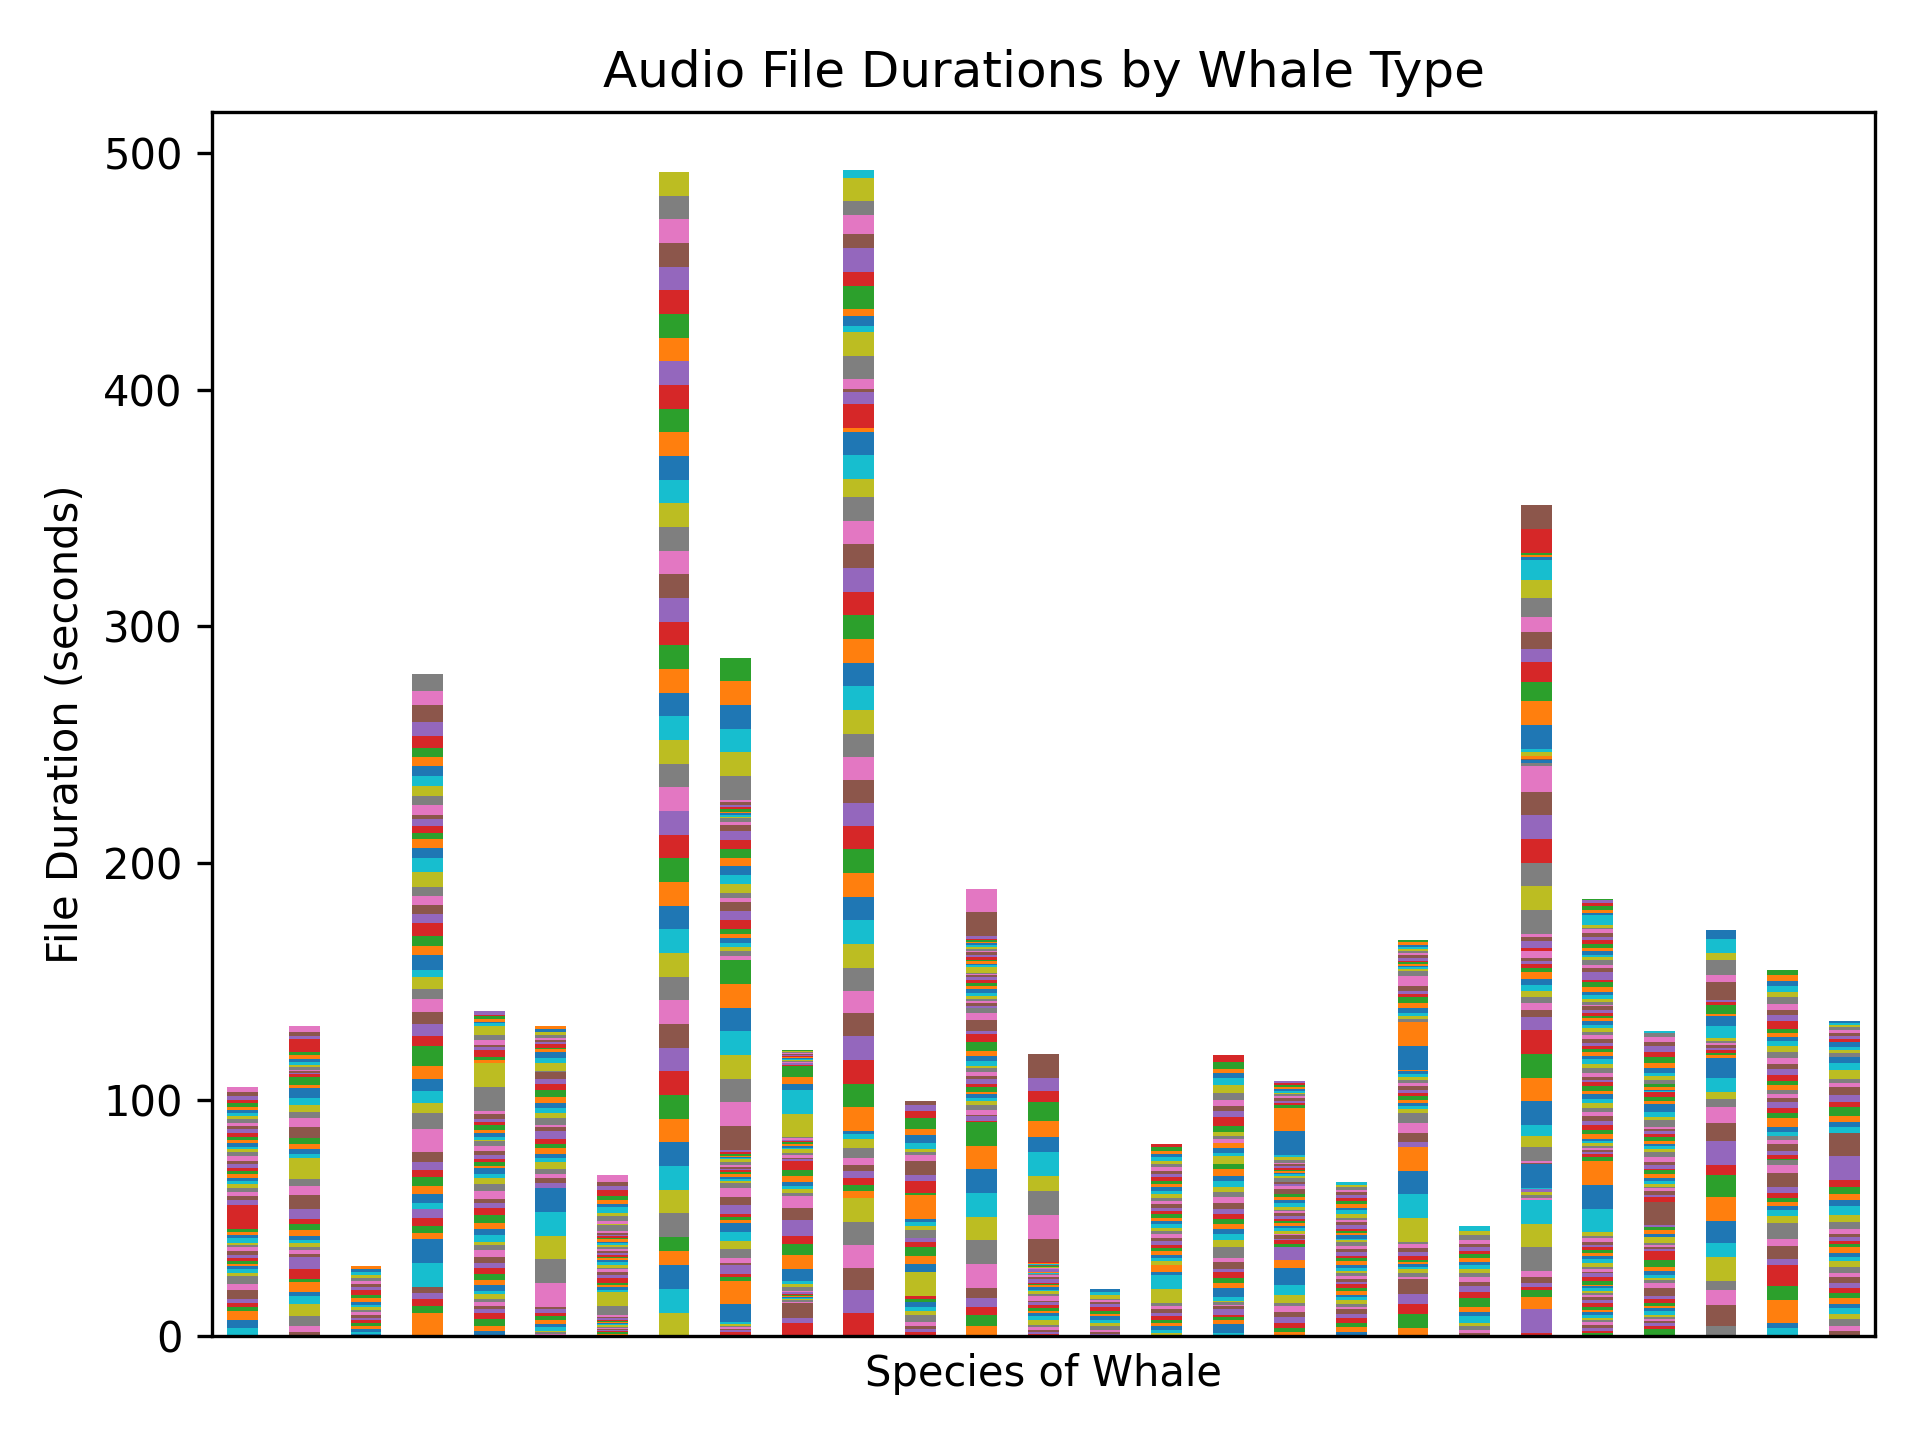 Audio File Durations by Whale Type
500
400
300
200
100
0
File Duration (seconds)
Species of Whale